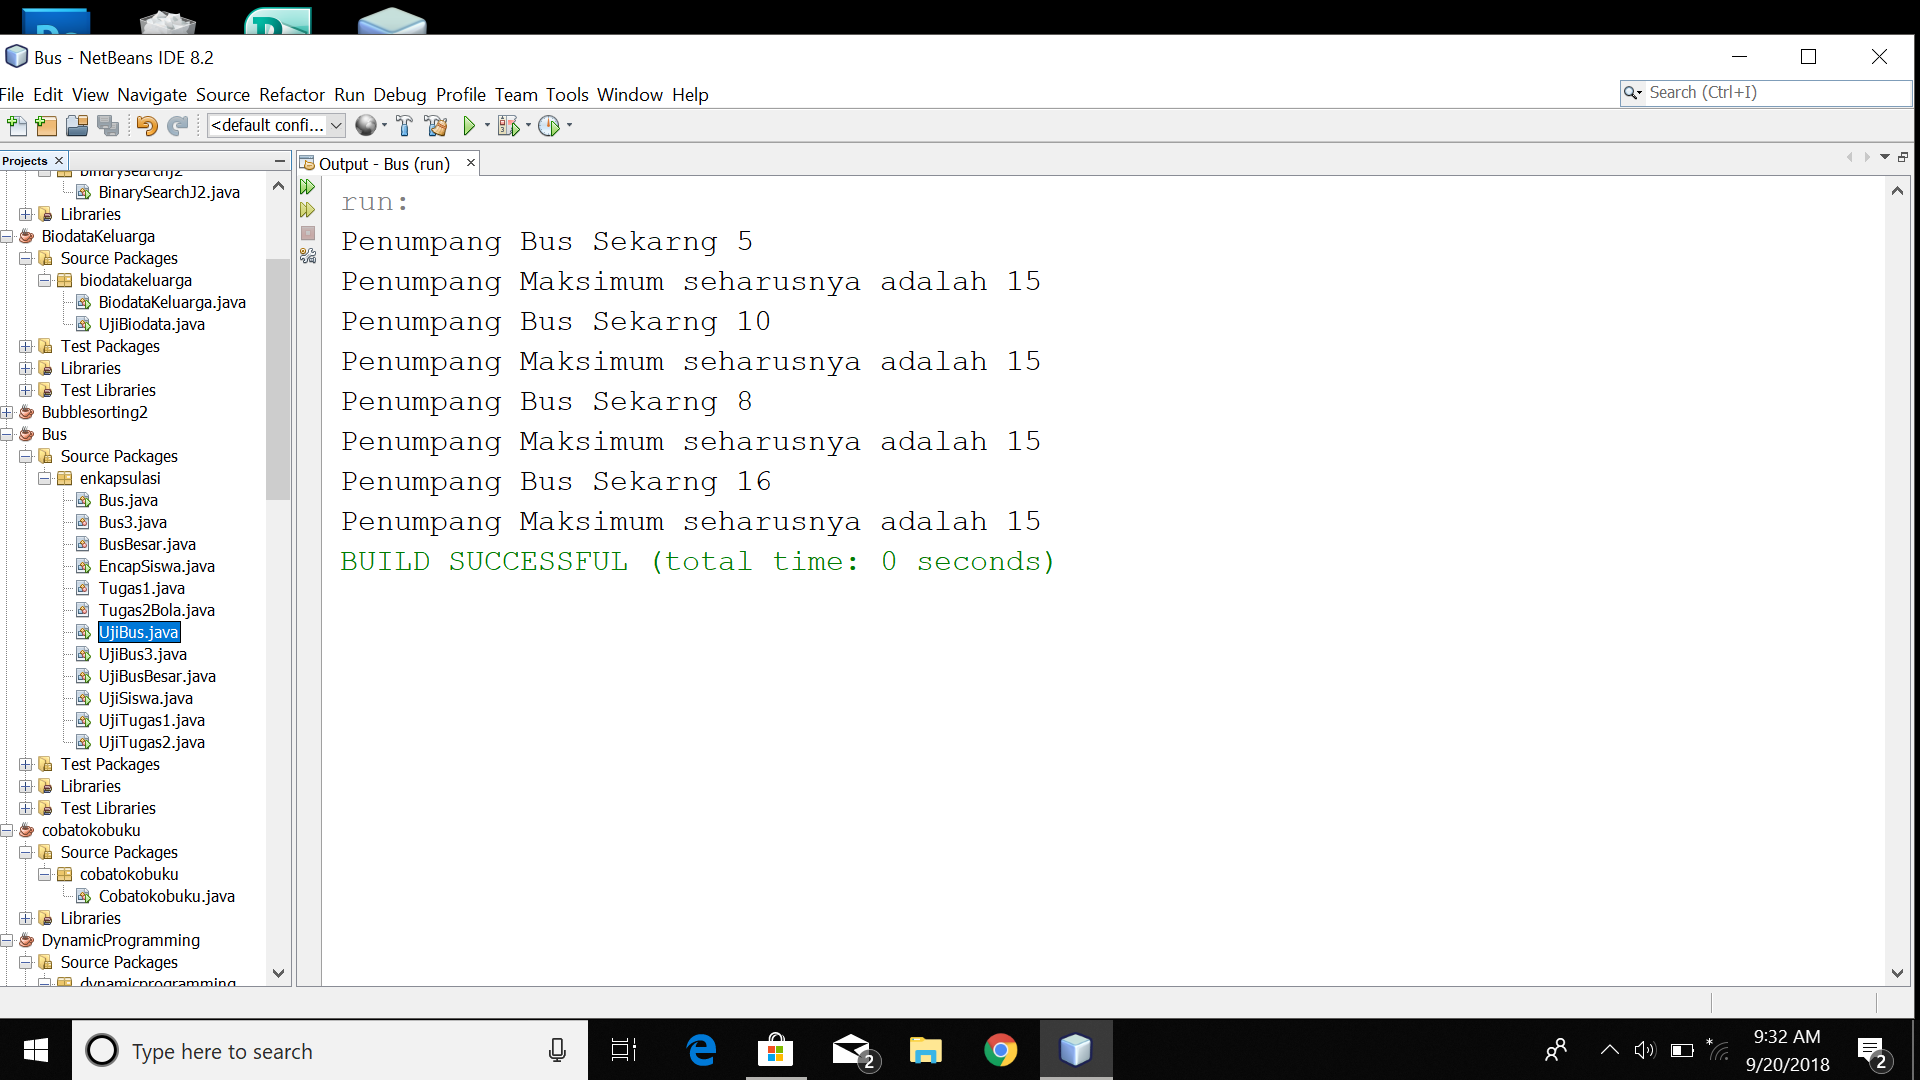 Bus - NetBeans IDE 8.2
File Edit View Navigate Source Refactor Run Debug Profile Team Tools Window Help
Search (Ctrl+I)
<default confi...
Projects
binarysearchj2
BinarySearchJ2.java
Libraries
BiodataKeluarga
Source Packages
biodatakeluarga
BiodataKeluarga.java
UjiBiodata.java
Test Packages
Libraries
Test Libraries
Bubblesorting2
Bus
Source Packages
enkapsulasi
Bus.java
Bus3.java
BusBesar.java
EncapSiswa.java
Tugas1.java
Tugas2Bola.java
UjiBus.java
UjiBus3.java
UjiBusBesar.java
UjiSiswa.java
UjiTugas1.java
UjiTugas2.java
Test Packages
Libraries
Test Libraries
cobatokobuku
Source Packages
cobatokobuku
Cobatokobuku.java
Libraries
DynamicProgramming
Source Packages
dynamicprogramming
Output - Bus (run)
run:
Penumpang Bus Sekarng 5
Penumpang Maksimum seharusnya adalah 15
Penumpang Bus Sekarng 10
Penumpang Maksimum seharusnya adalah 15
Penumpang Bus Sekarng 8
Penumpang Maksimum seharusnya adalah 15
Penumpang Bus Sekarng 16
Penumpang Maksimum seharusnya adalah 15
BUILD SUCCESSFUL (total time: 0 seconds)
Type here to search
2
9:32 AM
9/20/2018
2